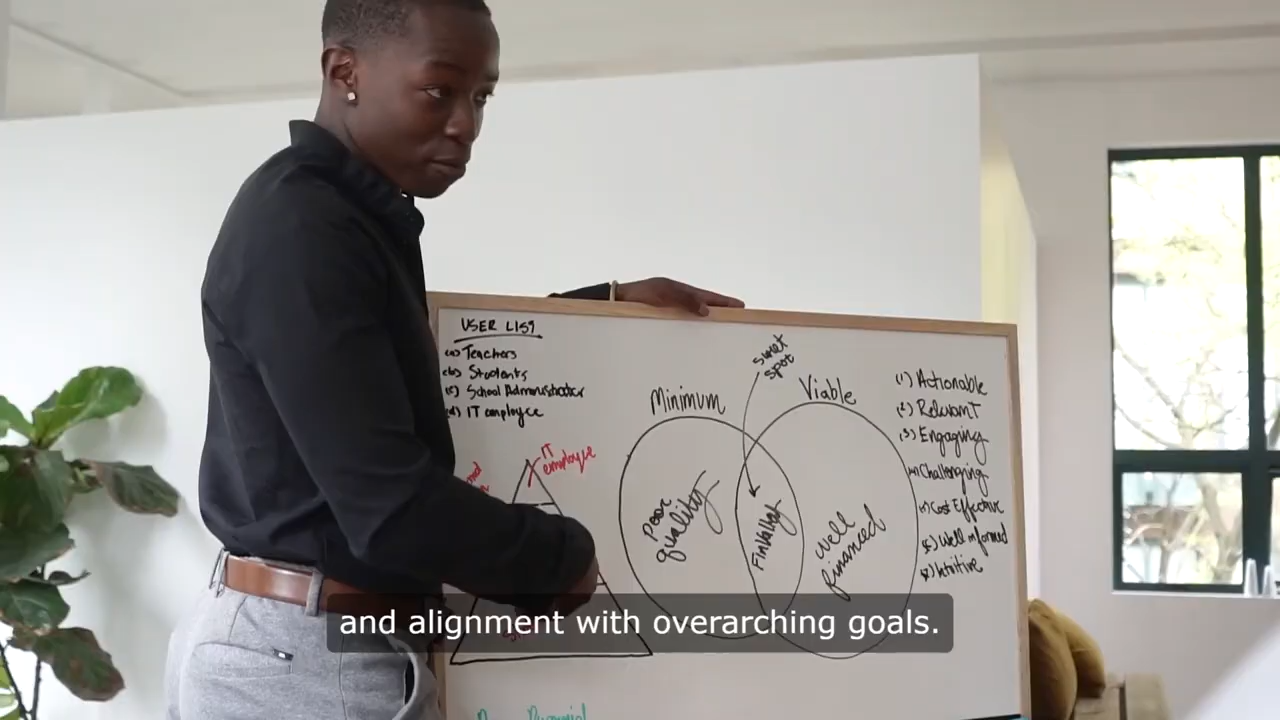 USER LIST
(a) Teachers
(b) Students
(c) School Administrator
(d) IT employee
IT
employee
Minimum
Viable
sweet
spot
Poor
quality
Finlallet
well
financed
(1) Actionable
(2) Relevant
(3) Engaging
(4) Challenging
(5) Cost Effective
(6) Well informed
(7) Intuitive
and alignment with overarching goals.
Pyramid